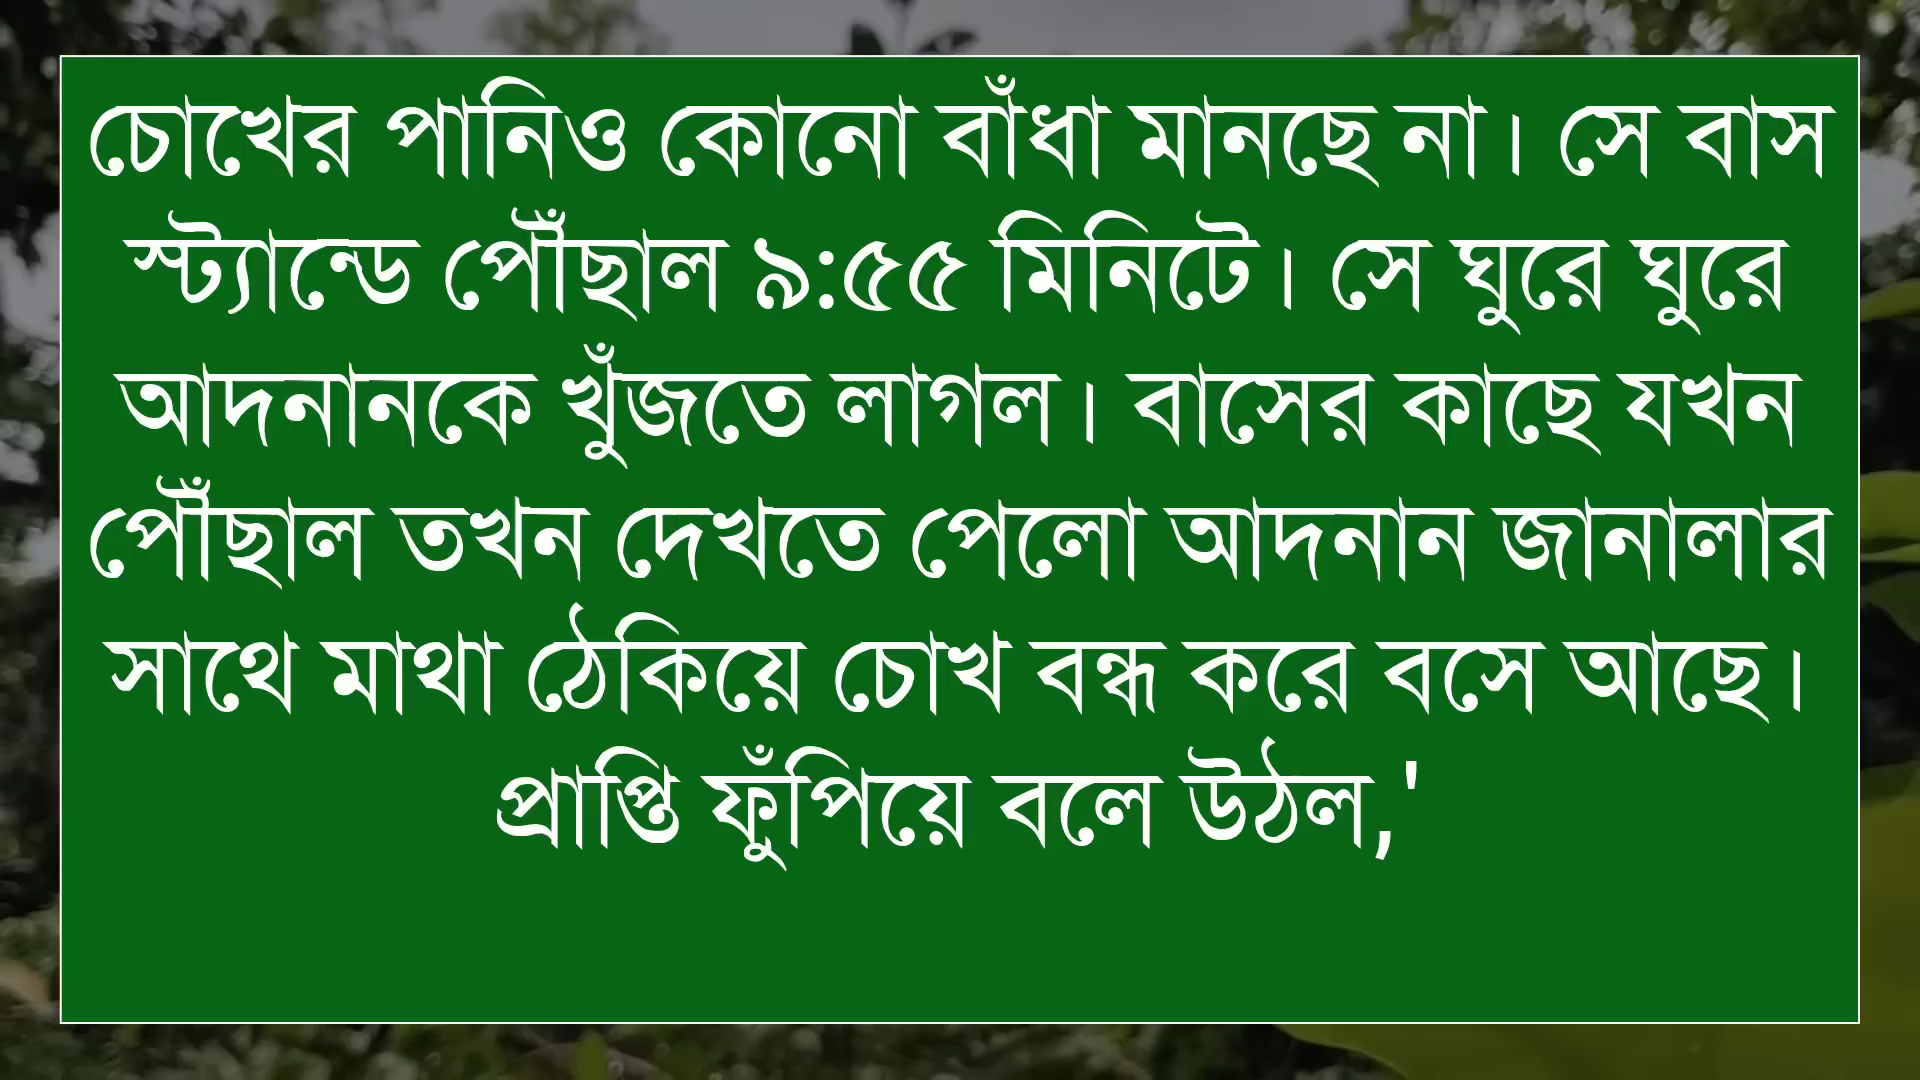 চোখের পানিও কোনো বাঁধা মানছে না। সে বাস
স্ট্যান্ডে পৌঁছাল ৯:৫৫ মিনিটে। সে ঘুরে ঘুরে
আদনানকে খুঁজতে লাগল। বাসের কাছে যখন
পৌঁছাল তখন দেখতে পেলো আদনান জানালার
সাথে মাথা ঠেকিয়ে চোখ বন্ধ করে বসে আছে।
প্রাপ্তি ফুঁপিয়ে বলে উঠল,'